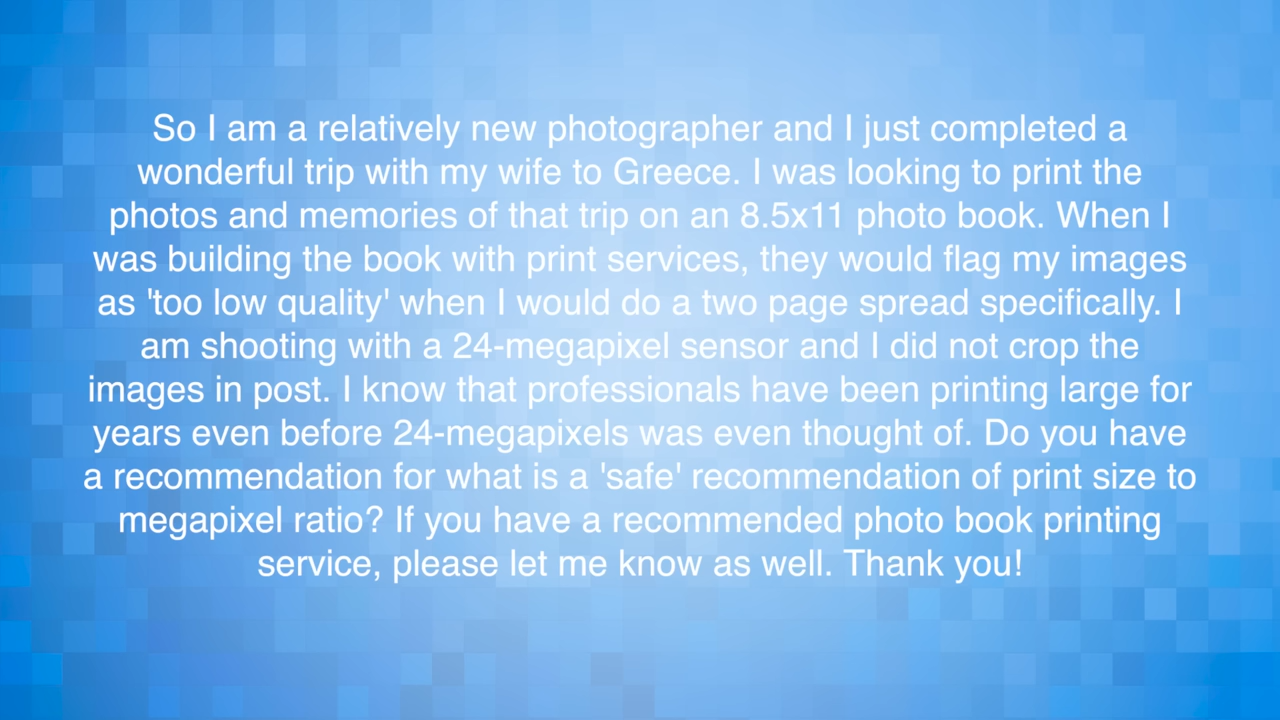 So I am a relatively new photographer and I just completed a
wonderful trip with my wife to Greece. I was looking to print the
photos and memories of that trip on an 8.5x11 photo book. When I
was building the book with print services, they would flag my images
as 'too low quality' when I would do a two page spread specifically. I
am shooting with a 24-megapixel sensor and I did not crop the
images in post. I know that professionals have been printing large for
years even before 24-megapixels was even thought of. Do you have
a recommendation for what is a 'safe' recommendation of print size to
megapixel ratio? If you have a recommended photo book printing
service, please let me know as well. Thank you!